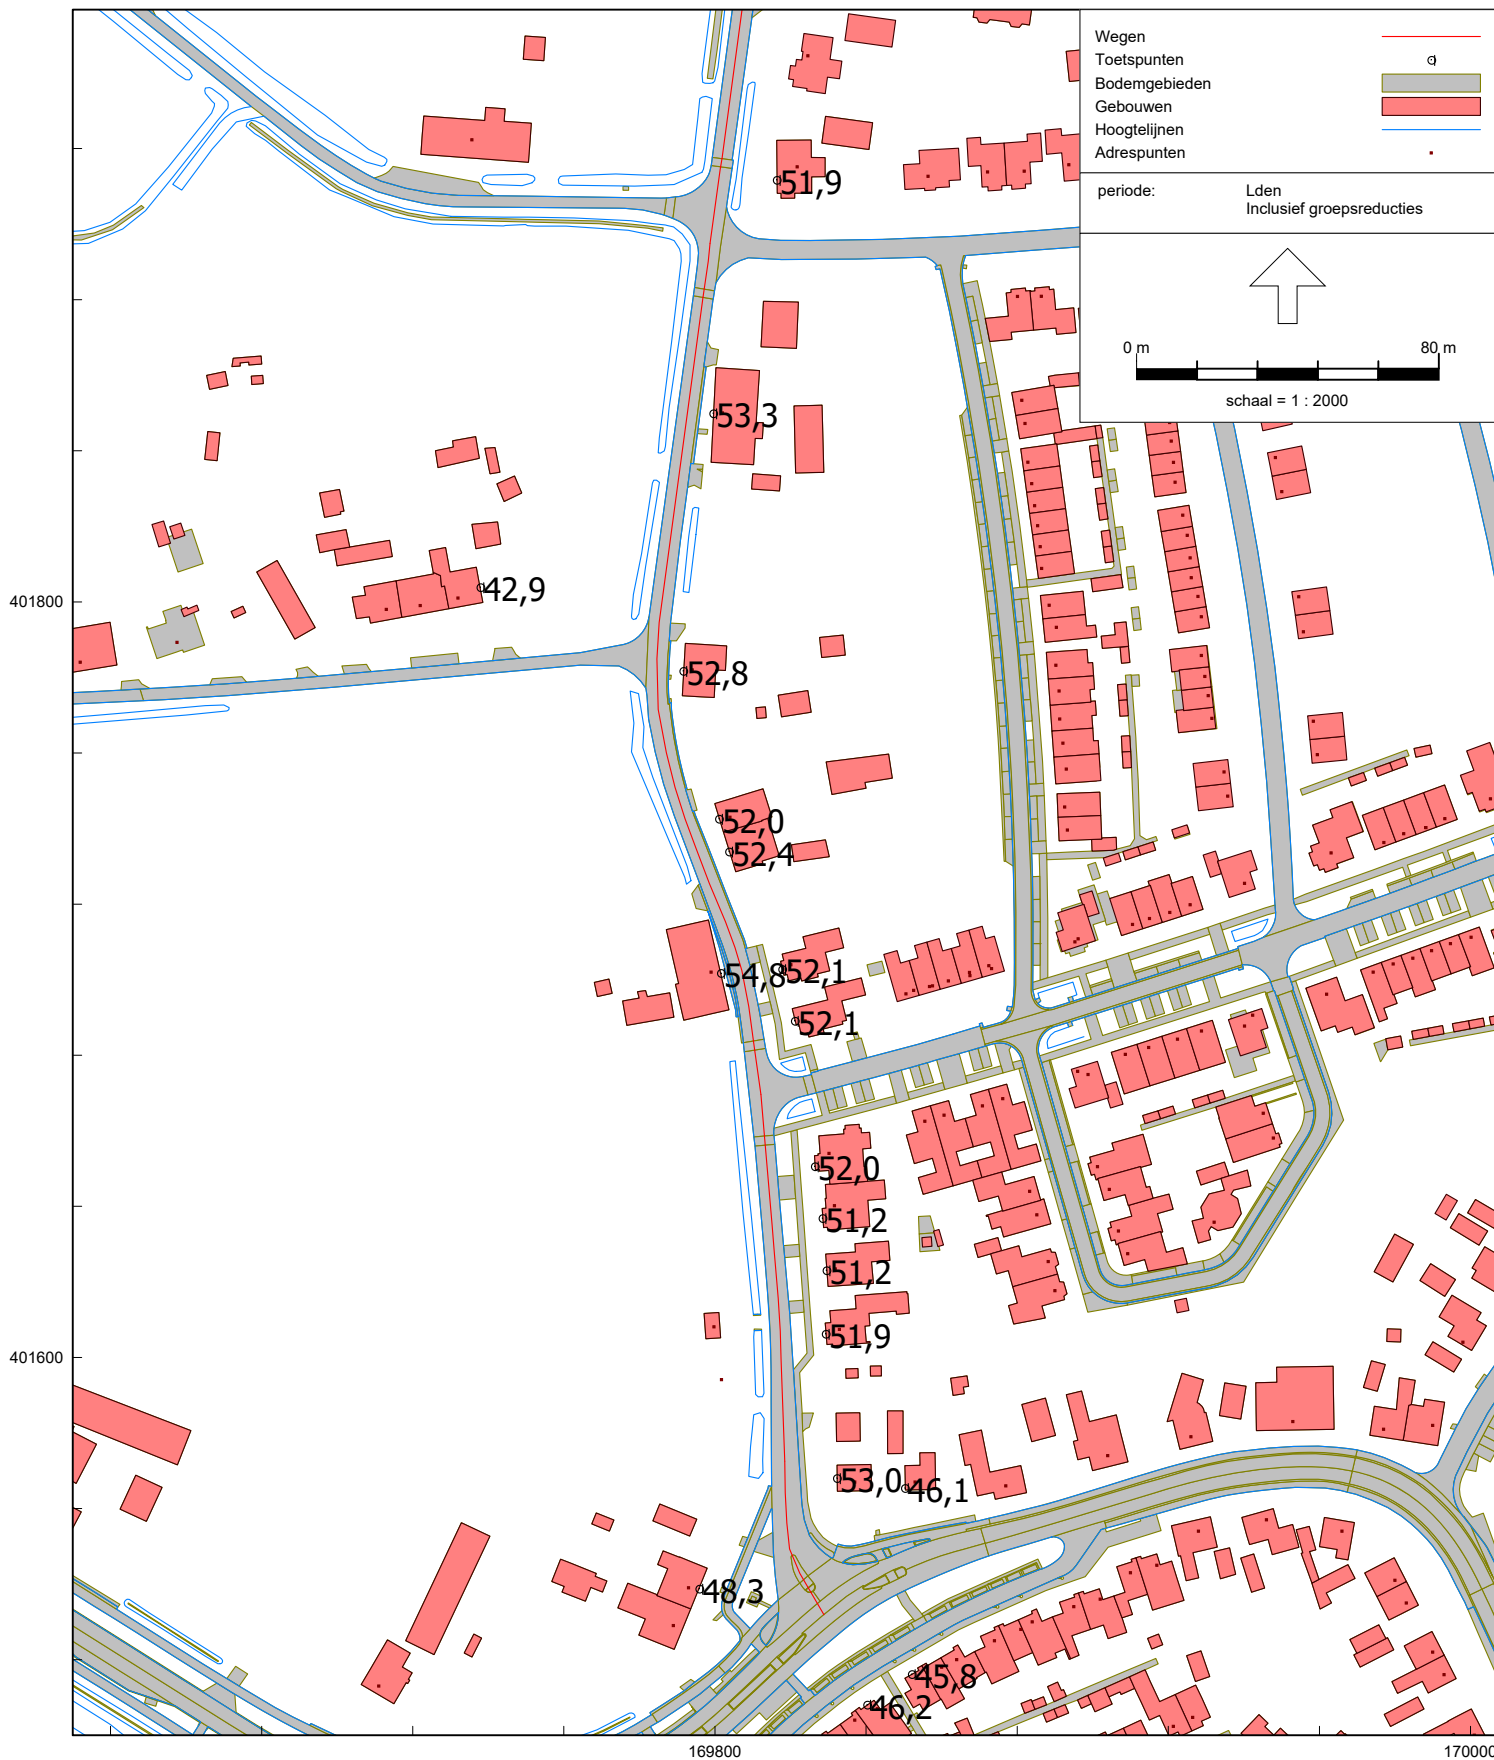 Wegen
Toetspunten
Bodemgebieden
Gebouwen
Hoogtelijnen
Adrespunten
periode: Lden
Inclusief groepsreducties
0 m 80 m
schaal = 1 : 2000
51,9
53,3
42,9
401800
52,8
52,0
52,4
54,8
52,1
52,1
52,0
51,2
51,2
51,9
401600
53,0
46,1
48,3
45,8
46,2
169800
170000